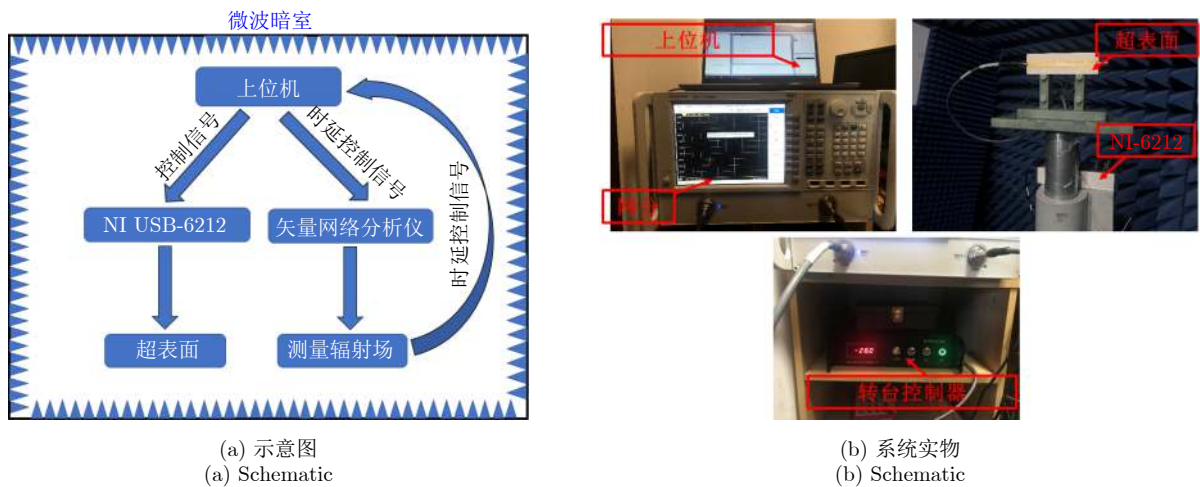 微波暗室
上位机
控制信号
时延控制信号
时延控制信号
NI USB-6212
矢量网络分析仪
超表面
测量辐射场
(a) 示意图
(a) Schematic
上位机
超表面
NI-6212
-260
转台控制器
(b) 系统实物
(b) Schematic